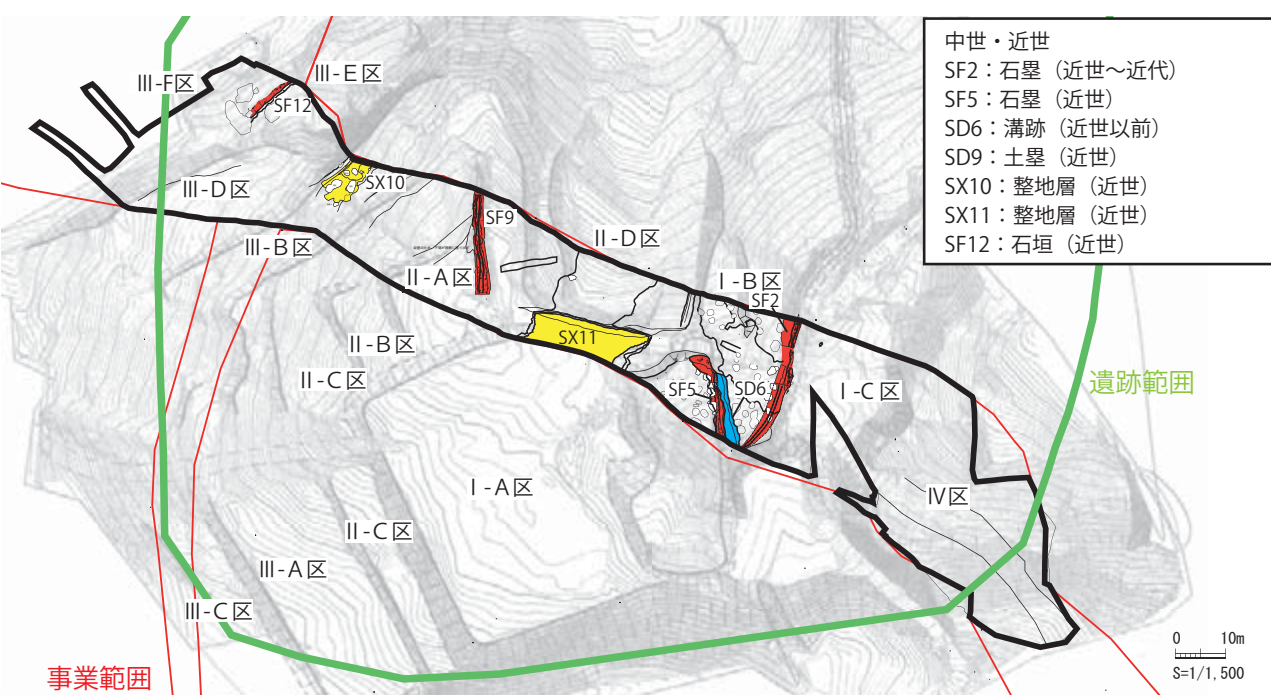 中世・近世
SF2：石塁（近世～近代）
SF5：石塁（近世）
SD6：溝跡（近世以前）
SD9：土塁（近世）
SX10：整地層（近世）
SX11：整地層（近世）
SF12：石垣（近世）
Ⅲ-F区
Ⅲ-E区
SF12
Ⅲ-D区
SX10
Ⅲ-B区
SF9
Ⅱ-D区
Ⅱ-A区
Ⅰ-B区
SF2
Ⅱ-B区
SX11
Ⅱ-C区
SF5
SD6
Ⅰ-C区
遺跡範囲
Ⅰ-A区
Ⅳ区
Ⅱ-C区
Ⅲ-A区
Ⅲ-C区
事業範囲
0 10m
S=1/1,500